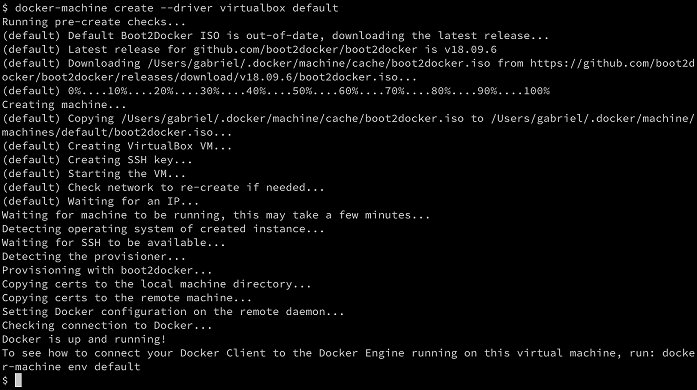 $ docker-machine create --driver virtualbox default
Running pre-create checks...
(default) Default Boot2Docker ISO is out-of-date, downloading the latest release...
(default) Latest release for github.com/boot2docker/boot2docker is v18.09.6
(default) Downloading /Users/gabriel/.docker/machine/cache/boot2docker.iso from https://github.com/boot2d
ocker/boot2docker/releases/download/v18.09.6/boot2docker.iso...
(default) 0%....10%....20%....30%....40%....50%....60%....70%....80%....90%....100%
Creating machine...
(default) Copying /Users/gabriel/.docker/machine/cache/boot2docker.iso to /Users/gabriel/.docker/machine/
machines/default/boot2docker.iso...
(default) Creating VirtualBox VM...
(default) Creating SSH key...
(default) Starting the VM...
(default) Check network to re-create if needed...
(default) Waiting for an IP...
Waiting for machine to be running, this may take a few minutes...
Detecting operating system of created instance...
Waiting for SSH to be available...
Detecting the provisioner...
Provisioning with boot2docker...
Copying certs to the local machine directory...
Copying certs to the remote machine...
Setting Docker configuration on the remote daemon...
Checking connection to Docker...
Docker is up and running!
To see how to connect your Docker Client to the Docker Engine running on this virtual machine, run: docke
r-machine env default
$